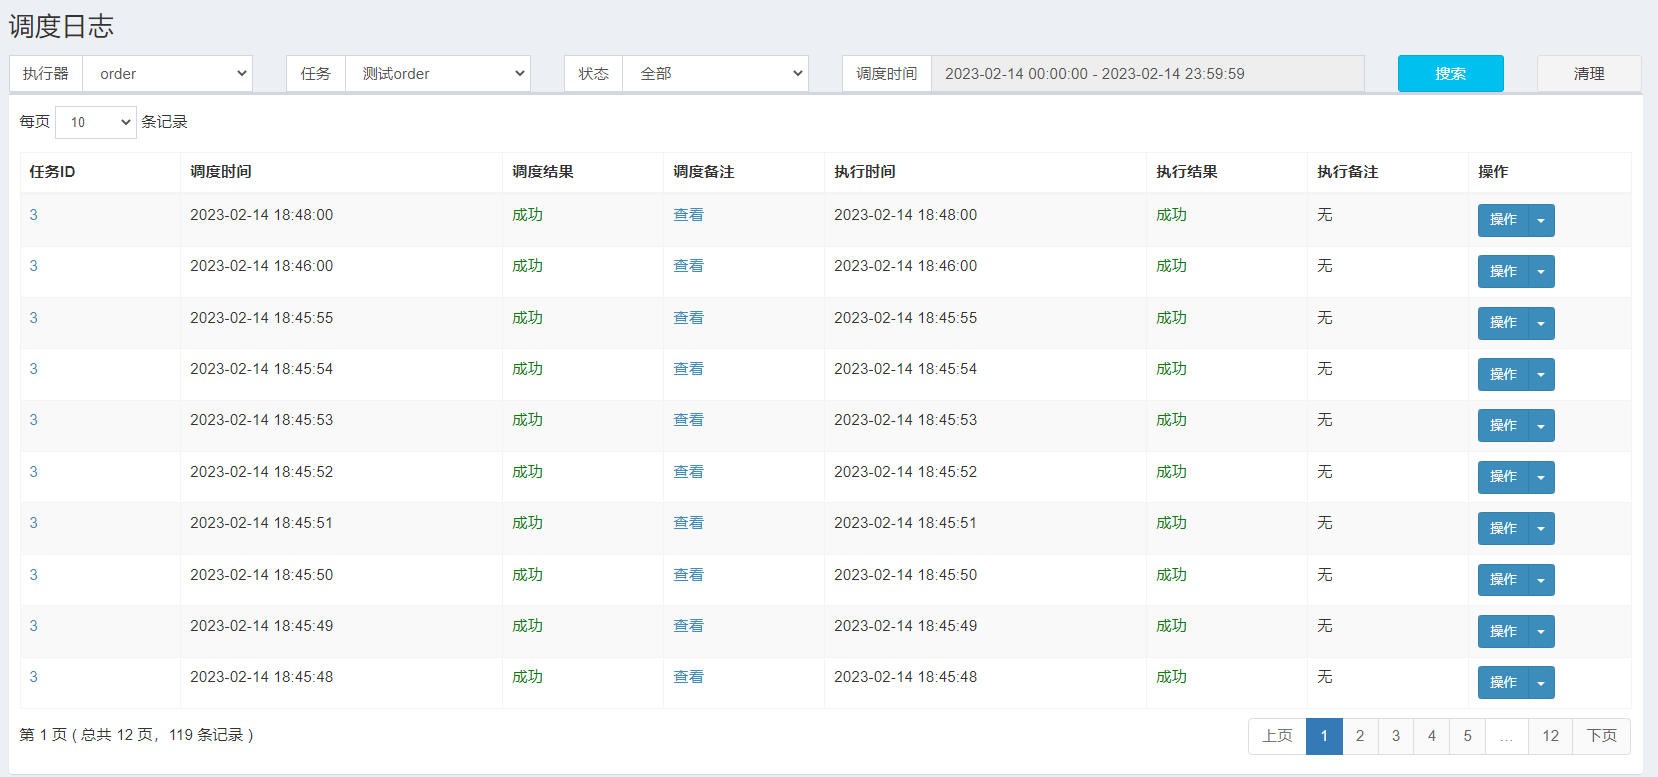 调度日志
执行器 order 任务 测试order 状态 全部 调度时间 2023-02-14 00:00:00 - 2023-02-14 23:59:59 搜索 清理
每页 10 条记录
任务ID 调度时间 调度结果 调度备注 执行时间 执行结果 执行备注 操作
3 2023-02-14 18:48:00 成功 查看 2023-02-14 18:48:00 成功 无 操作
3 2023-02-14 18:46:00 成功 查看 2023-02-14 18:46:00 成功 无 操作
3 2023-02-14 18:45:55 成功 查看 2023-02-14 18:45:55 成功 无 操作
3 2023-02-14 18:45:54 成功 查看 2023-02-14 18:45:54 成功 无 操作
3 2023-02-14 18:45:53 成功 查看 2023-02-14 18:45:53 成功 无 操作
3 2023-02-14 18:45:52 成功 查看 2023-02-14 18:45:52 成功 无 操作
3 2023-02-14 18:45:51 成功 查看 2023-02-14 18:45:51 成功 无 操作
3 2023-02-14 18:45:50 成功 查看 2023-02-14 18:45:50 成功 无 操作
3 2023-02-14 18:45:49 成功 查看 2023-02-14 18:45:49 成功 无 操作
3 2023-02-14 18:45:48 成功 查看 2023-02-14 18:45:48 成功 无 操作
第 1 页 ( 总共 12 页，119 条记录 ) 上页 1 2 3 4 5 … 12 下页